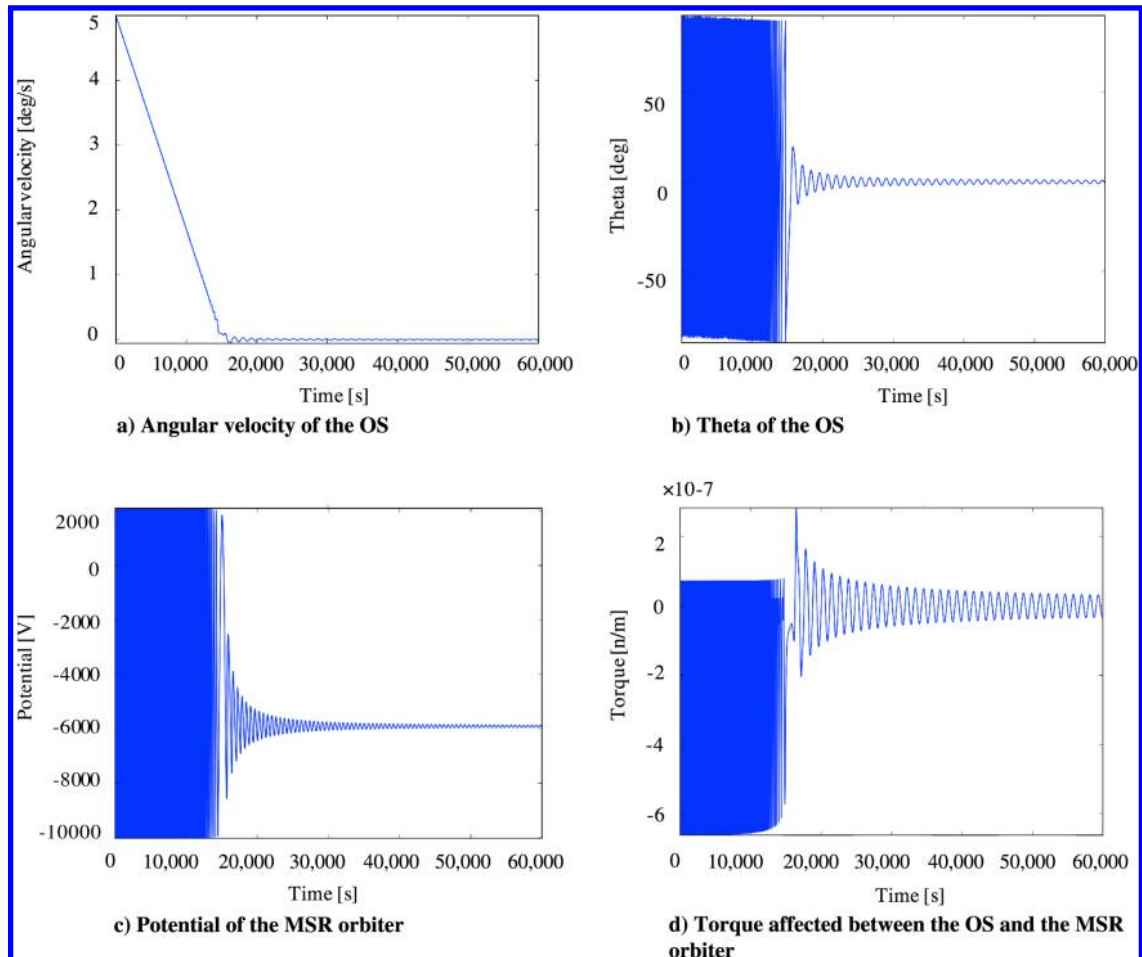 5
4
3
2
1
0
Angular velocity [deg/s]
0 10,000 20,000 30,000 40,000 50,000 60,000
Time [s]
a) Angular velocity of the OS
50
0
-50
Theta [deg]
0 10,000 20,000 30,000 40,000 50,000 60,000
Time [s]
b) Theta of the OS
2000
0
-2000
-4000
-6000
-8000
-10000
Potential [V]
0 10,000 20,000 30,000 40,000 50,000 60,000
Time [s]
c) Potential of the MSR orbiter
×10-7
2
0
-2
-4
-6
Torque [n/m]
0 10,000 20,000 30,000 40,000 50,000 60,000
Time [s]
d) Torque affected between the OS and the MSR
orbiter